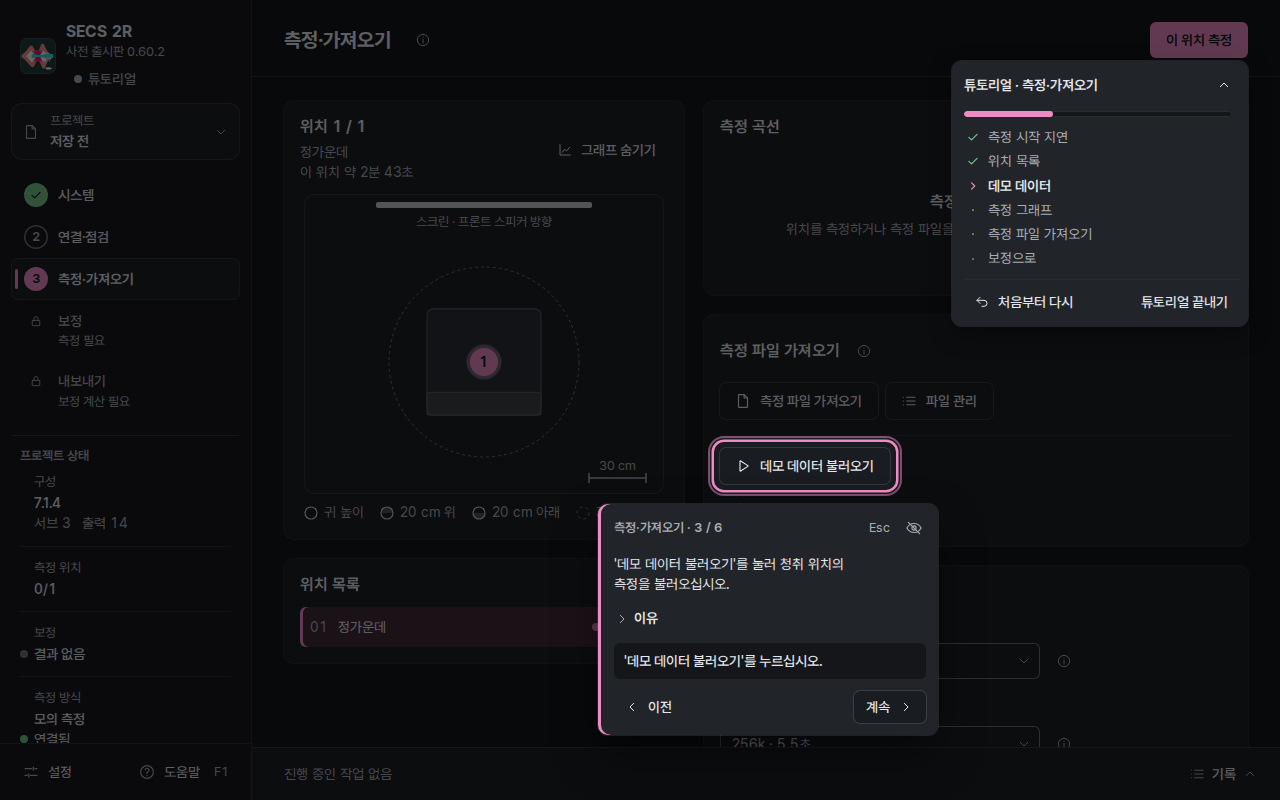 SECS 2R
사전 출시판 0.60.2
튜토리얼
프로젝트
저장 전
시스템
2 연결·점검
3 측정·가져오기
보정
측정 필요
내보내기
보정 계산 필요
프로젝트 상태
구성
7.1.4
서브 3 출력 14
측정 위치
0/1
보정
결과 없음
측정 방식
모의 측정
연결됨
설정
도움말 F1
측정·가져오기
이 위치 측정
위치 1 / 1
정가운데
이 위치 약 2분 43초
그래프 숨기기
스크린 · 프론트 스피커 방향
1
30 cm
귀 높이
20 cm 위
20 cm 아래
위치 목록
01 정가운데
측정 곡선
위치를 측정하거나 측정 파일을
측정 파일 가져오기
측정 파일 가져오기
파일 관리
데모 데이터 불러오기
256k · 5.5초
튜토리얼 · 측정·가져오기
측정 시작 지연
위치 목록
데모 데이터
측정 그래프
측정 파일 가져오기
보정으로
처음부터 다시
튜토리얼 끝내기
측정·가져오기 · 3 / 6
Esc
'데모 데이터 불러오기'를 눌러 청취 위치의
측정을 불러오십시오.
이유
'데모 데이터 불러오기'를 누르십시오.
이전
계속
진행 중인 작업 없음
기록